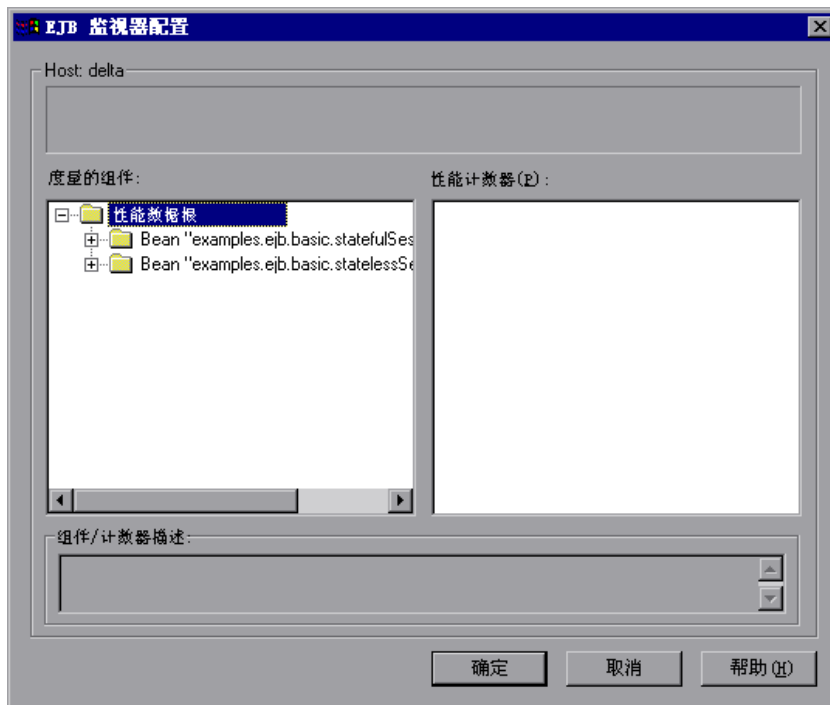 EJB 监视器配置
Host: delta
度量的组件:
性能计数器(P):
性能数据根
Bean "examples.ejb.basic.statefulSes
Bean "examples.ejb.basic.statelessSe
组件/计数器描述:
确定
取消
帮助(H)